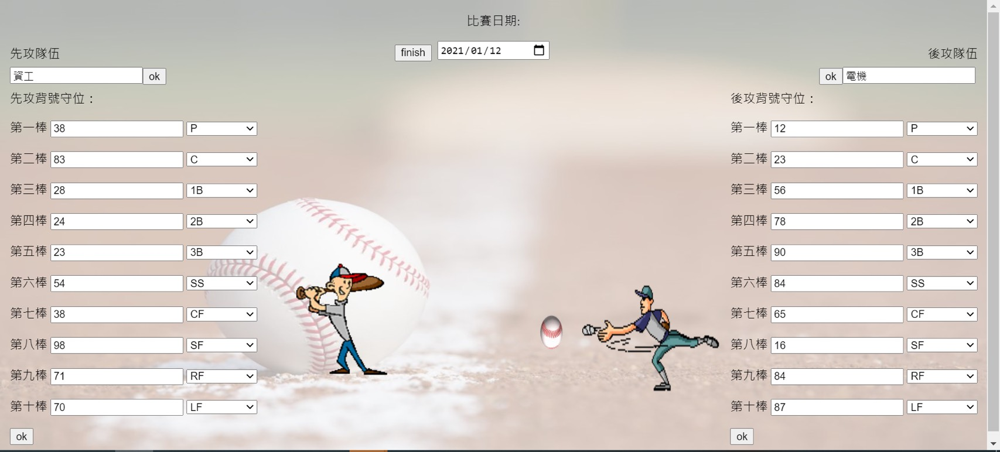 比賽日期:
finish 2021/01/12
先攻隊伍
資工 ok
先攻背號守位：
第一棒 38 P
第二棒 83 C
第三棒 28 1B
第四棒 24 2B
第五棒 23 3B
第六棒 54 SS
第七棒 38 CF
第八棒 98 SF
第九棒 71 RF
第十棒 70 LF
ok
後攻隊伍
ok 電機
後攻背號守位：
第一棒 12 P
第二棒 23 C
第三棒 56 1B
第四棒 78 2B
第五棒 90 3B
第六棒 84 SS
第七棒 65 CF
第八棒 16 SF
第九棒 84 RF
第十棒 87 LF
ok